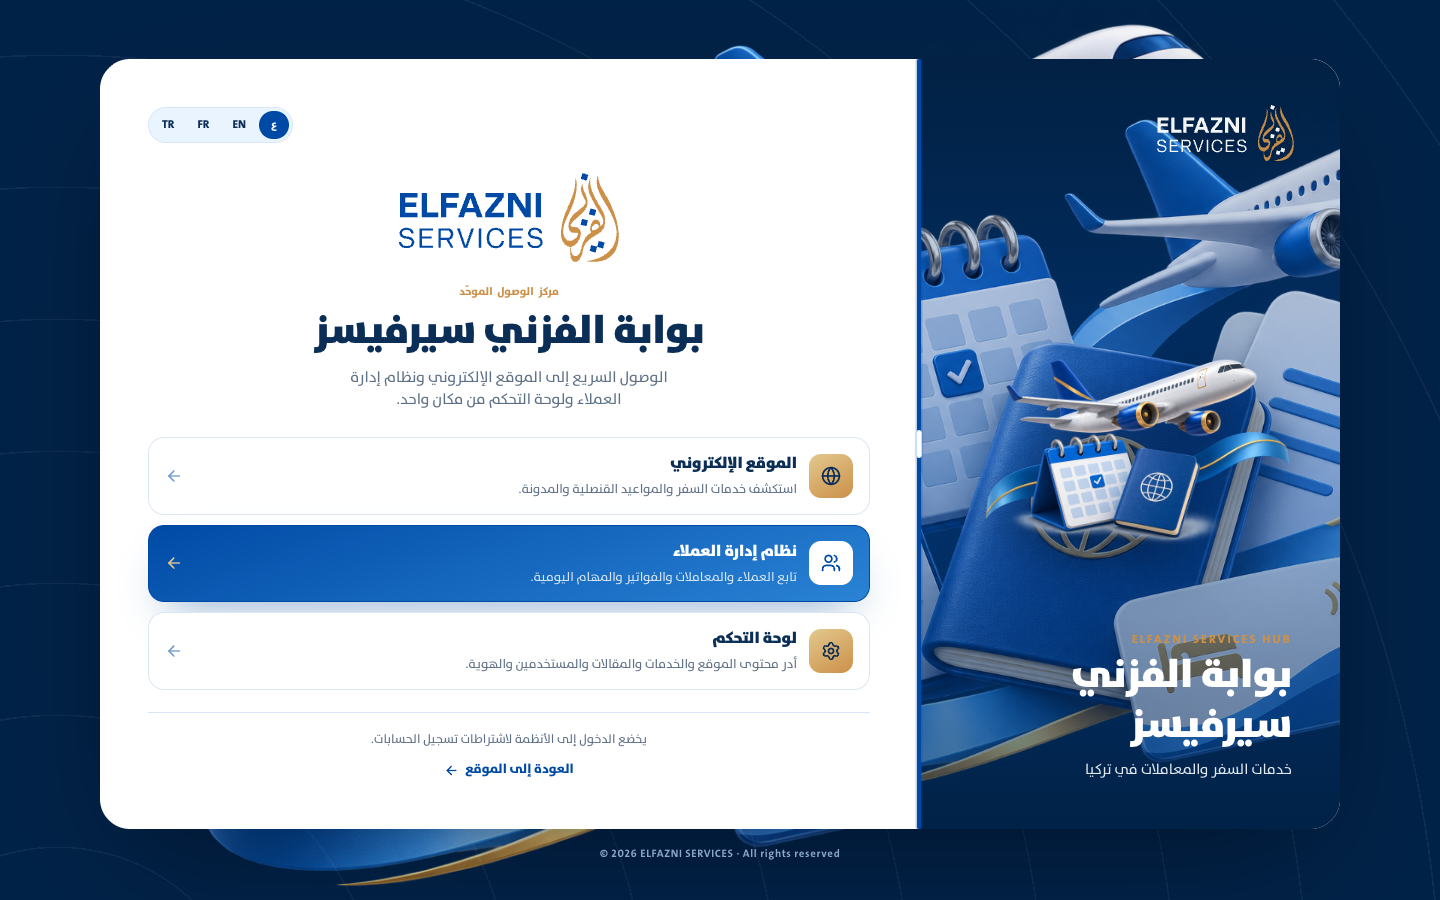 ع
EN
FR
TR
ELFAZNI
SERVICES
مركز الوصول الموحّد
بوابة الفزني سيرفيسز
الوصول السريع إلى الموقع الإلكتروني ونظام إدارة
العملاء ولوحة التحكم من مكان واحد.
الموقع الإلكتروني
استكشف خدمات السفر والمواعيد القنصلية والمدونة.
نظام إدارة العملاء
تابع العملاء والمعاملات والفواتير والمهام اليومية.
لوحة التحكم
أدر محتوى الموقع والخدمات والمقالات والمستخدمين والهوية.
يخضع الدخول إلى الأنظمة لاشتراطات تسجيل الحسابات.
العودة إلى الموقع
ELFAZNI
SERVICES
ELFAZNI SERVICES HUB
بوابة الفزني
سيرفيسز
خدمات السفر والمعاملات في تركيا
© 2026 ELFAZNI SERVICES · All rights reserved